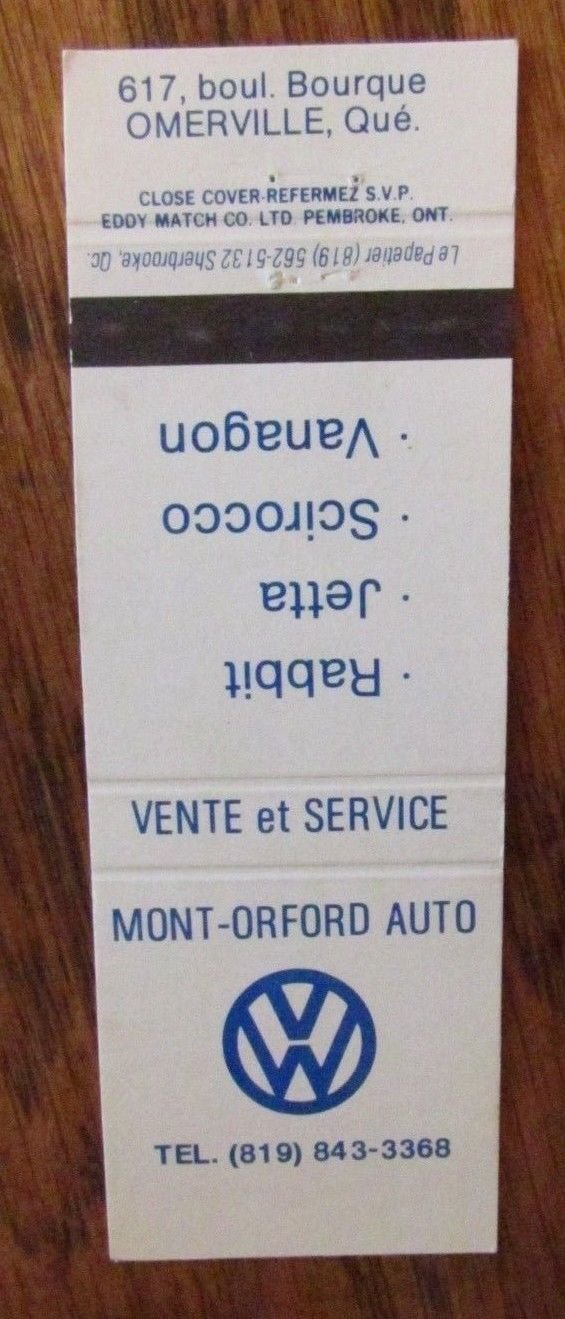 617, boul. Bourque
OMERVILLE, Qué.
CLOSE COVER-REFERMEZ S.V.P.
EDDY MATCH CO. LTD. PEMBROKE, ONT.
Le Papetier (819) 562-5132 Sherbrooke, Qc.
· Rabbit
· Jetta
· Scirocco
· Vanagon
VENTE et SERVICE
MONT-ORFORD AUTO
VW
TEL. (819) 843-3368